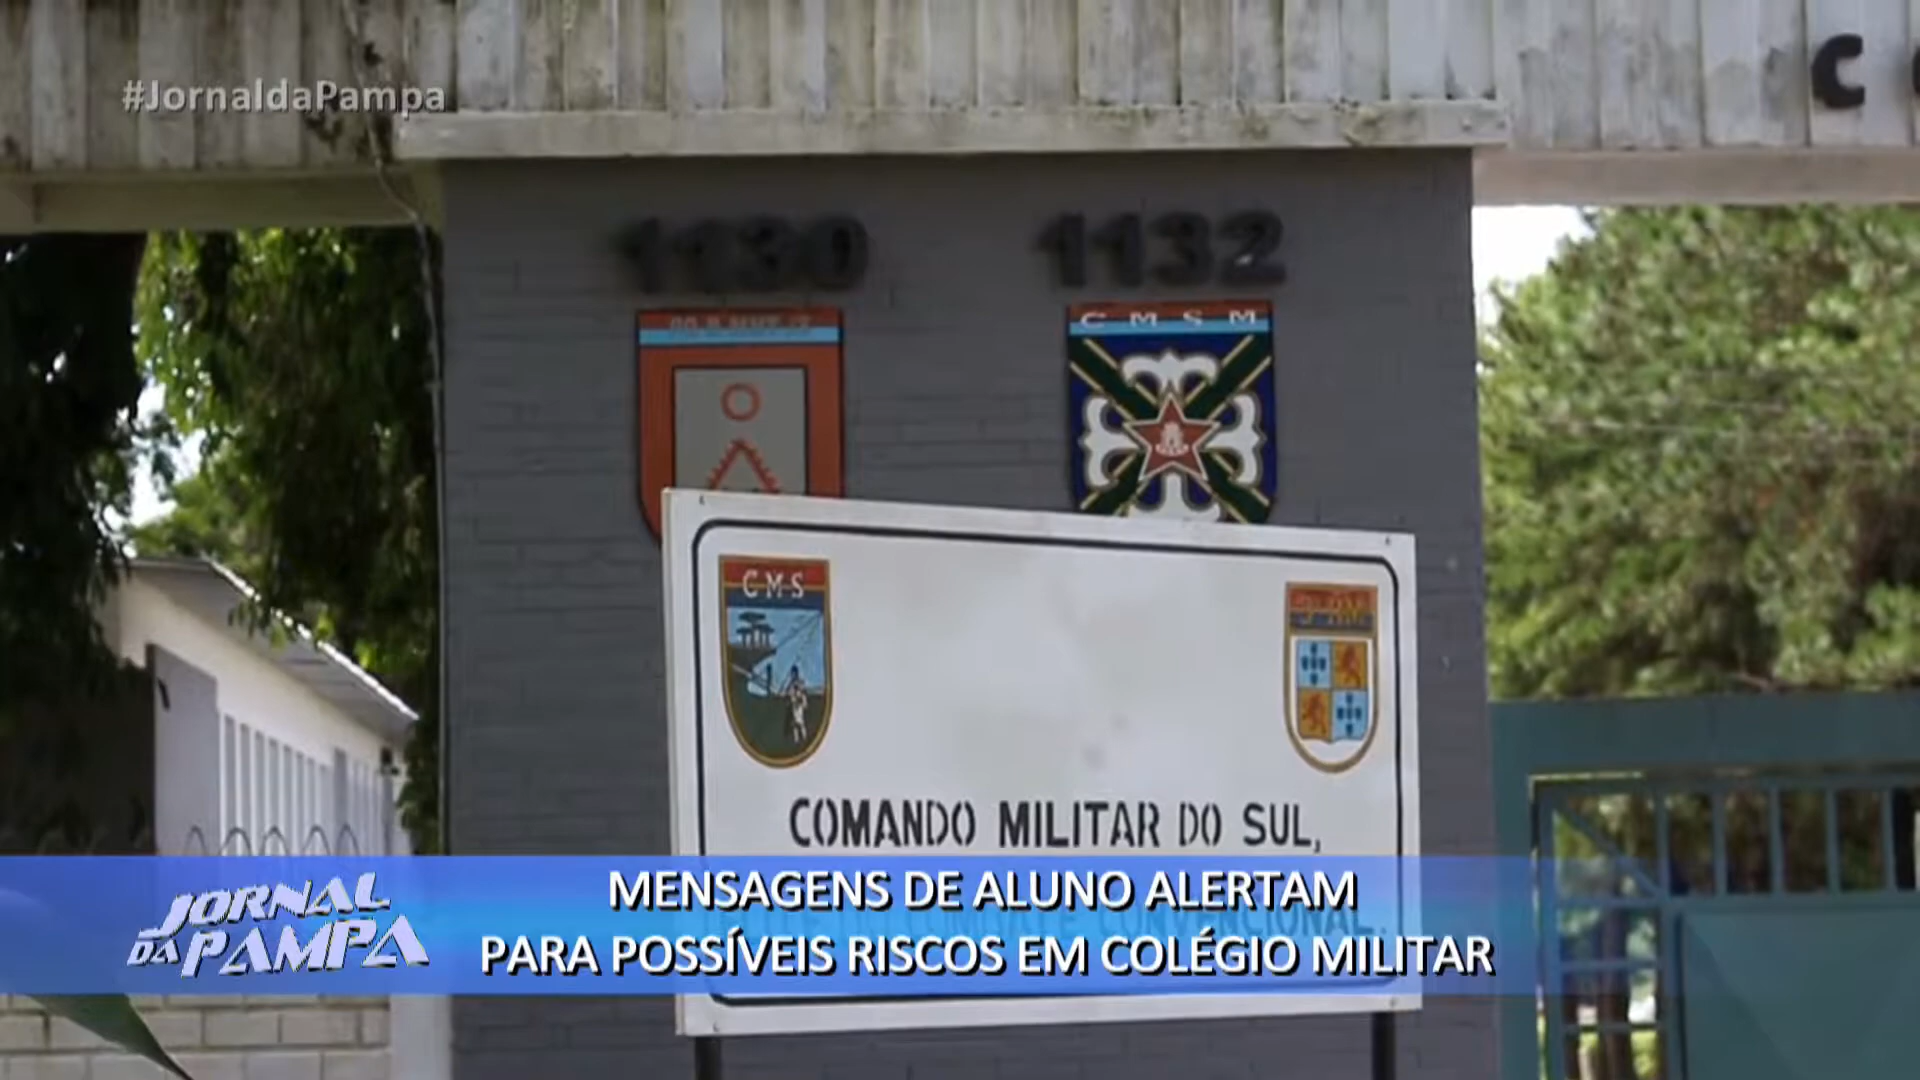 #JornaldaPampa
C
1130
1132
C M S M
CMS
COMANDO MILITAR DO SUL,
CONVENCIONAL.
JORNAL
DA PAMPA
MENSAGENS DE ALUNO ALERTAM
PARA POSSÍVEIS RISCOS EM COLÉGIO MILITAR